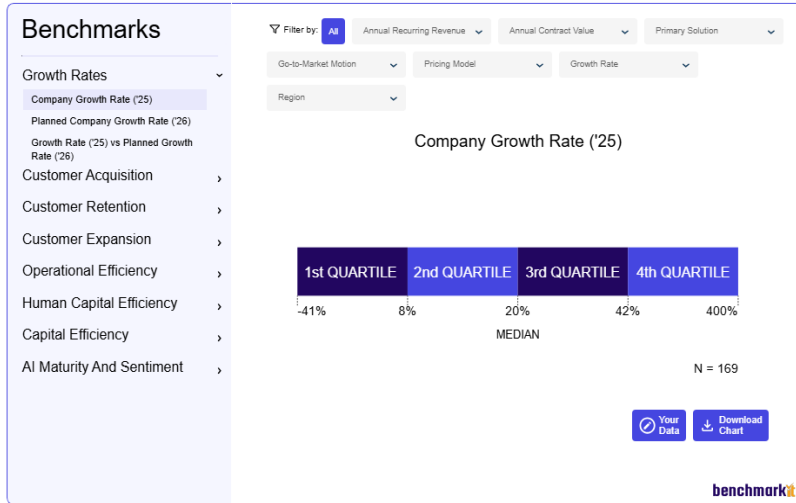 Benchmarks
Growth Rates
Company Growth Rate ('25)
Planned Company Growth Rate ('26)
Growth Rate ('25) vs Planned Growth
Rate ('26)
Customer Acquisition
Customer Retention
Customer Expansion
Operational Efficiency
Human Capital Efficiency
Capital Efficiency
AI Maturity And Sentiment
Filter by: All Annual Recurring Revenue Annual Contract Value Primary Solution
Go-to-Market Motion Pricing Model Growth Rate
Region
Company Growth Rate ('25)
1st QUARTILE 2nd QUARTILE 3rd QUARTILE 4th QUARTILE
-41% 8% 20% 42% 400%
MEDIAN
N = 169
Your Data
Download Chart
benchmarkit